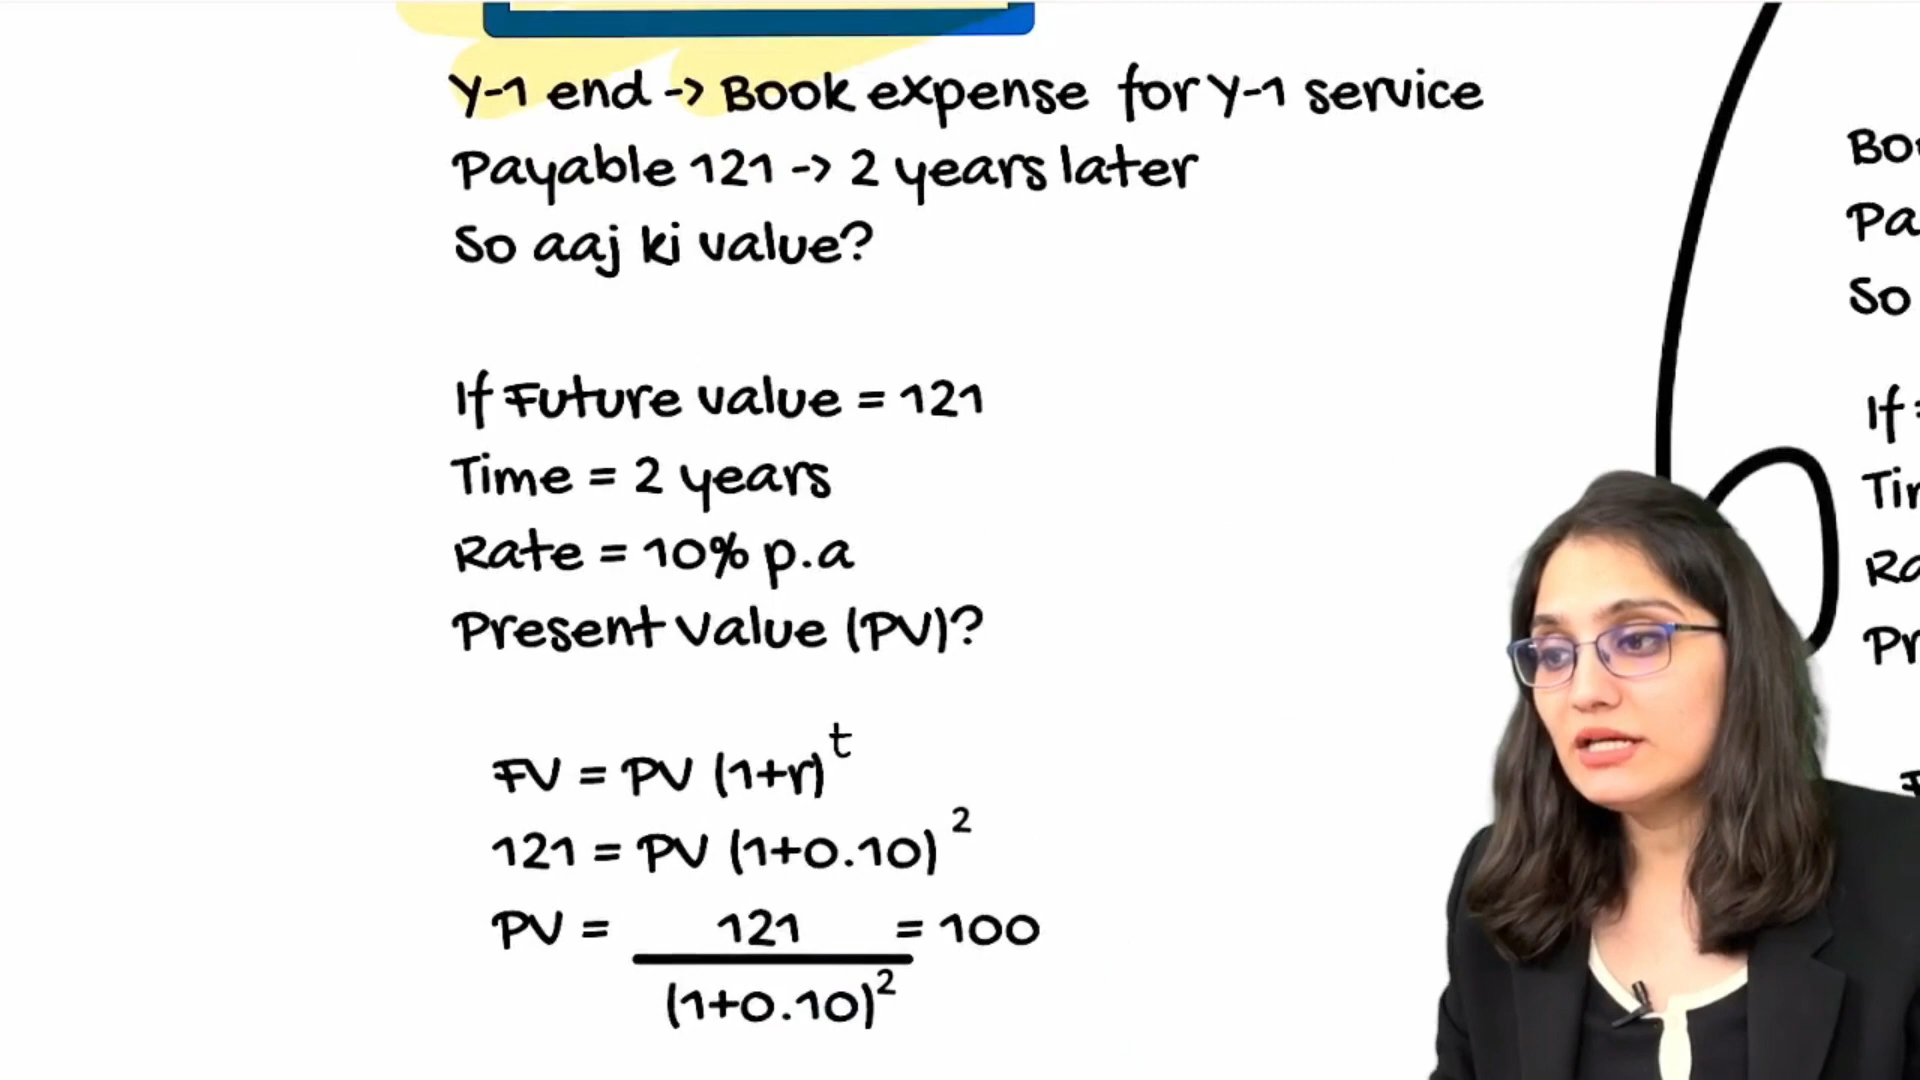 Y-1 end -> Book expense for Y-1 service
Payable 121 -> 2 years later
So aaj ki value?
If Future value = 121
Time = 2 years
Rate = 10% p.a
Present Value (PV)?
FV = PV (1+r)^t
121 = PV (1+0.10)^2
PV = 121 / (1+0.10)^2 = 100
So
If